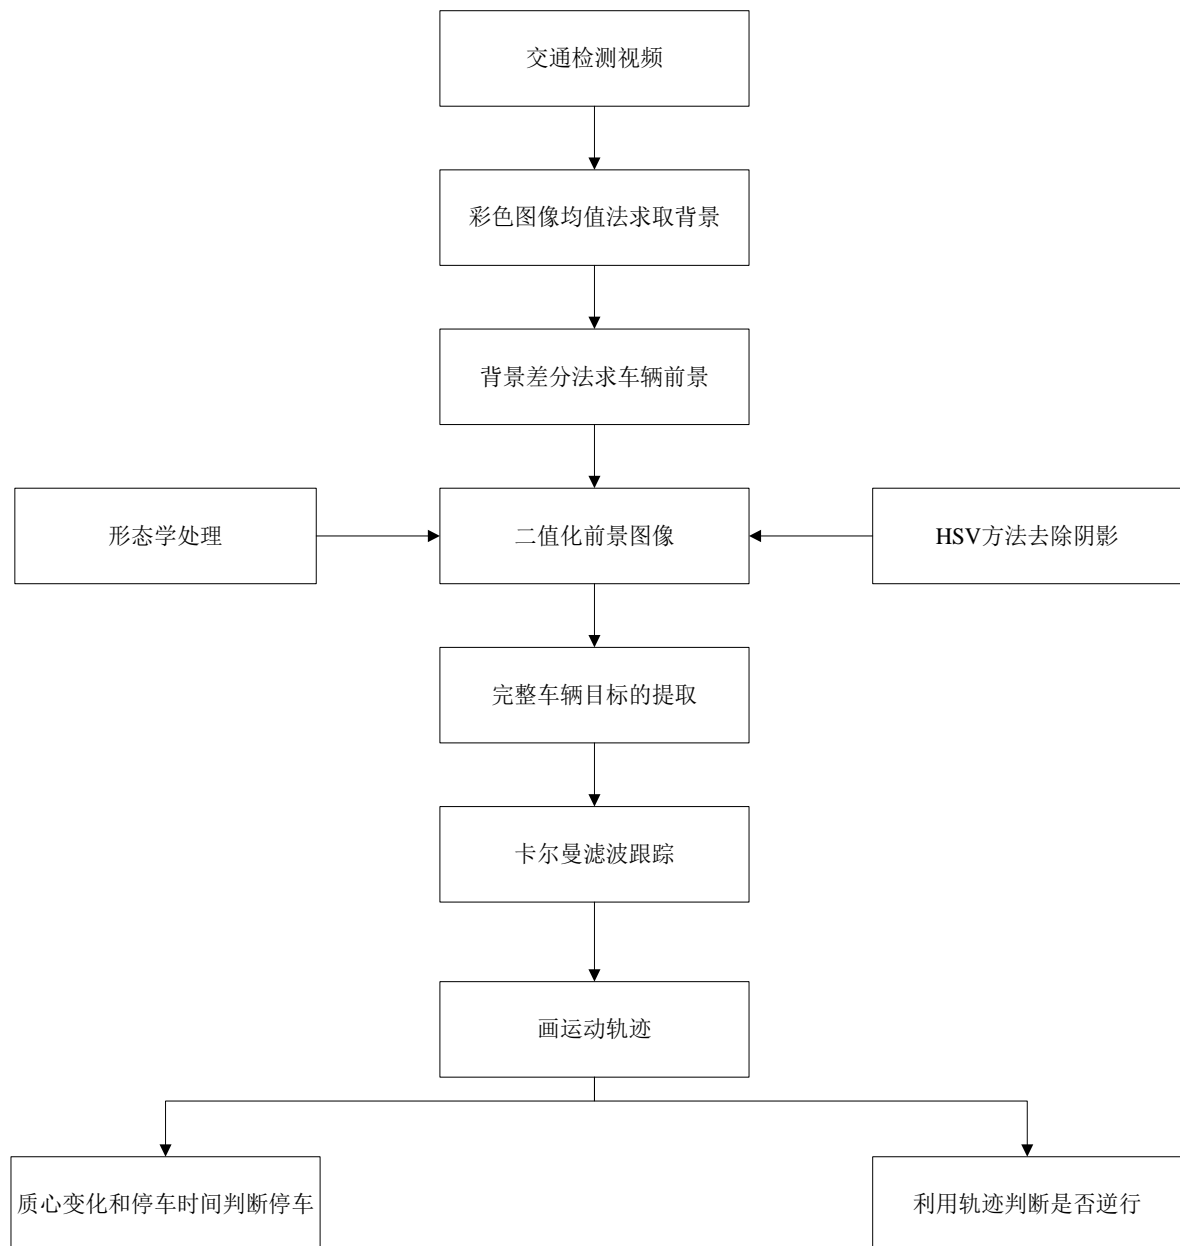 交通检测视频
彩色图像均值法求取背景
背景差分法求车辆前景
形态学处理
二值化前景图像
HSV方法去除阴影
完整车辆目标的提取
卡尔曼滤波跟踪
画运动轨迹
质心变化和停车时间判断停车
利用轨迹判断是否逆行